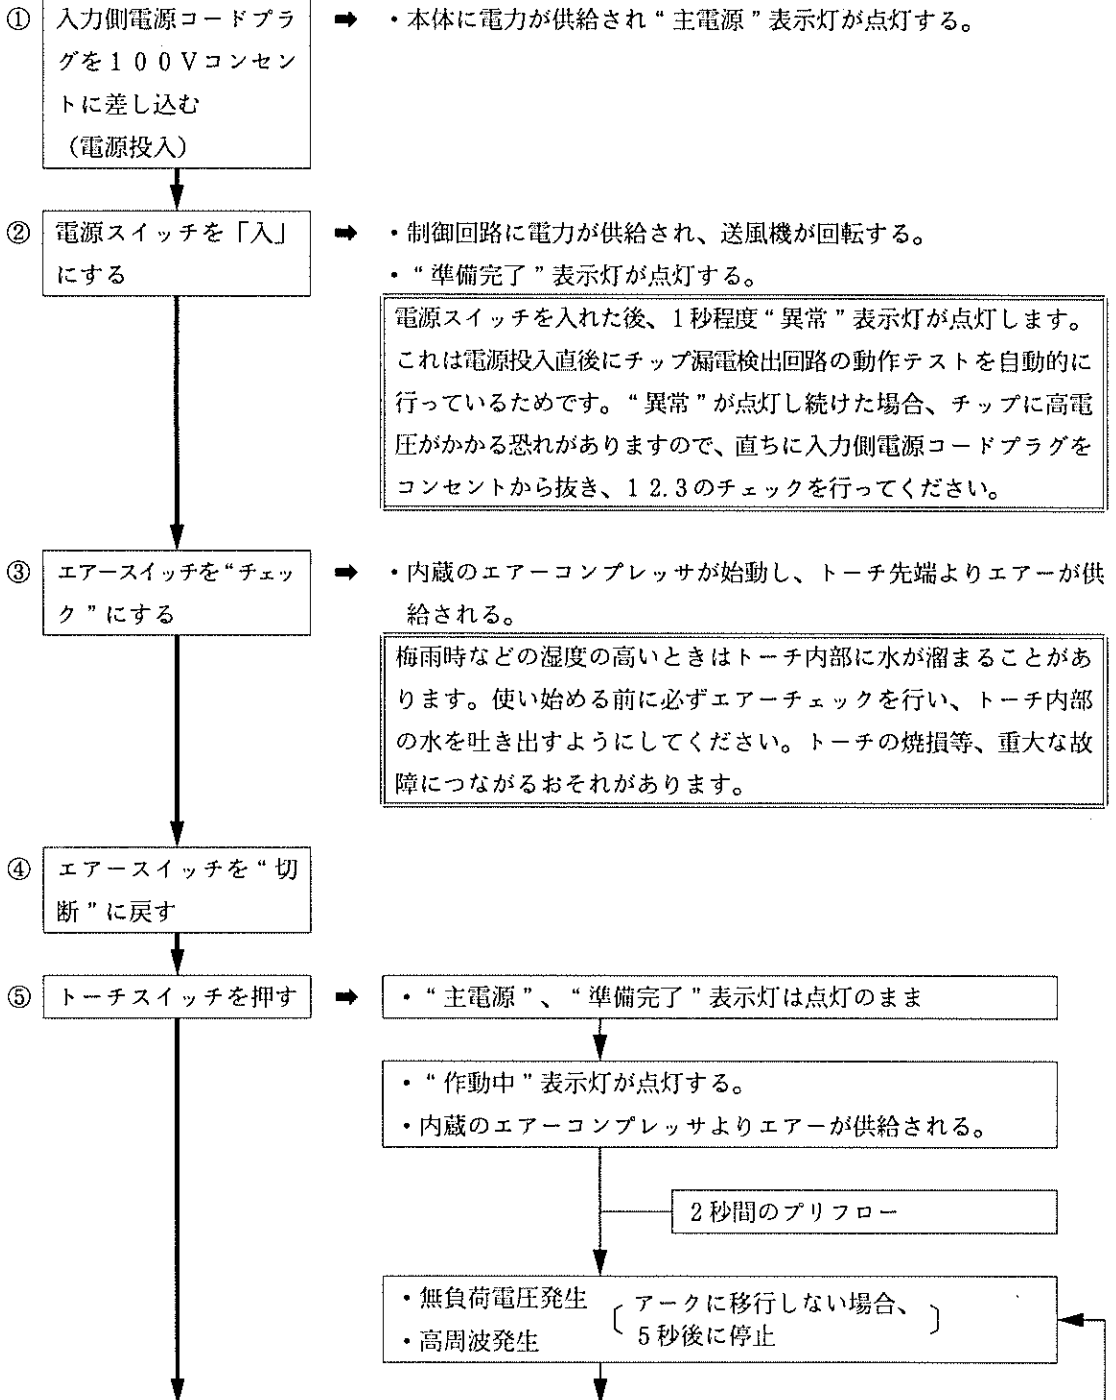 ① 入力側電源コードプラ ➡ ・本体に電力が供給され“主電源”表示灯が点灯する。
グを１００Ｖコンセン
トに差し込む
（電源投入）
② 電源スイッチを「入」 ➡ ・制御回路に電力が供給され、送風機が回転する。
にする ・“準備完了”表示灯が点灯する。
電源スイッチを入れた後、1秒程度“異常”表示灯が点灯します。
これは電源投入直後にチップ漏電検出回路の動作テストを自動的に
行っているためです。“異常”が点灯し続けた場合、チップに高電
圧がかかる恐れがありますので、直ちに入力側電源コードプラグを
コンセントから抜き、12.3のチェックを行ってください。
③ エアースイッチを“チェッ ➡ ・内蔵のエアーコンプレッサが始動し、トーチ先端よりエアーが供
ク”にする 給される。
梅雨時などの湿度の高いときはトーチ内部に水が溜まることがあ
ります。使い始める前に必ずエアーチェックを行い、トーチ内部
の水を吐き出すようにしてください。トーチの焼損等、重大な故
障につながるおそれがあります。
④ エアースイッチを“切
断”に戻す
⑤ トーチスイッチを押す ➡ ・“主電源”、“準備完了”表示灯は点灯のまま
・“作動中”表示灯が点灯する。
・内蔵のエアーコンプレッサよりエアーが供給される。
2秒間のプリフロー
・無負荷電圧発生 〔アークに移行しない場合、
・高周波発生 5秒後に停止〕